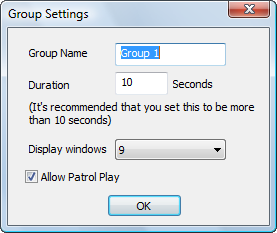 Group Settings
Group Name Group 1
Duration 10 Seconds
(It's recommended that you set this to be more
than 10 seconds)
Display windows 9
Allow Patrol Play
OK